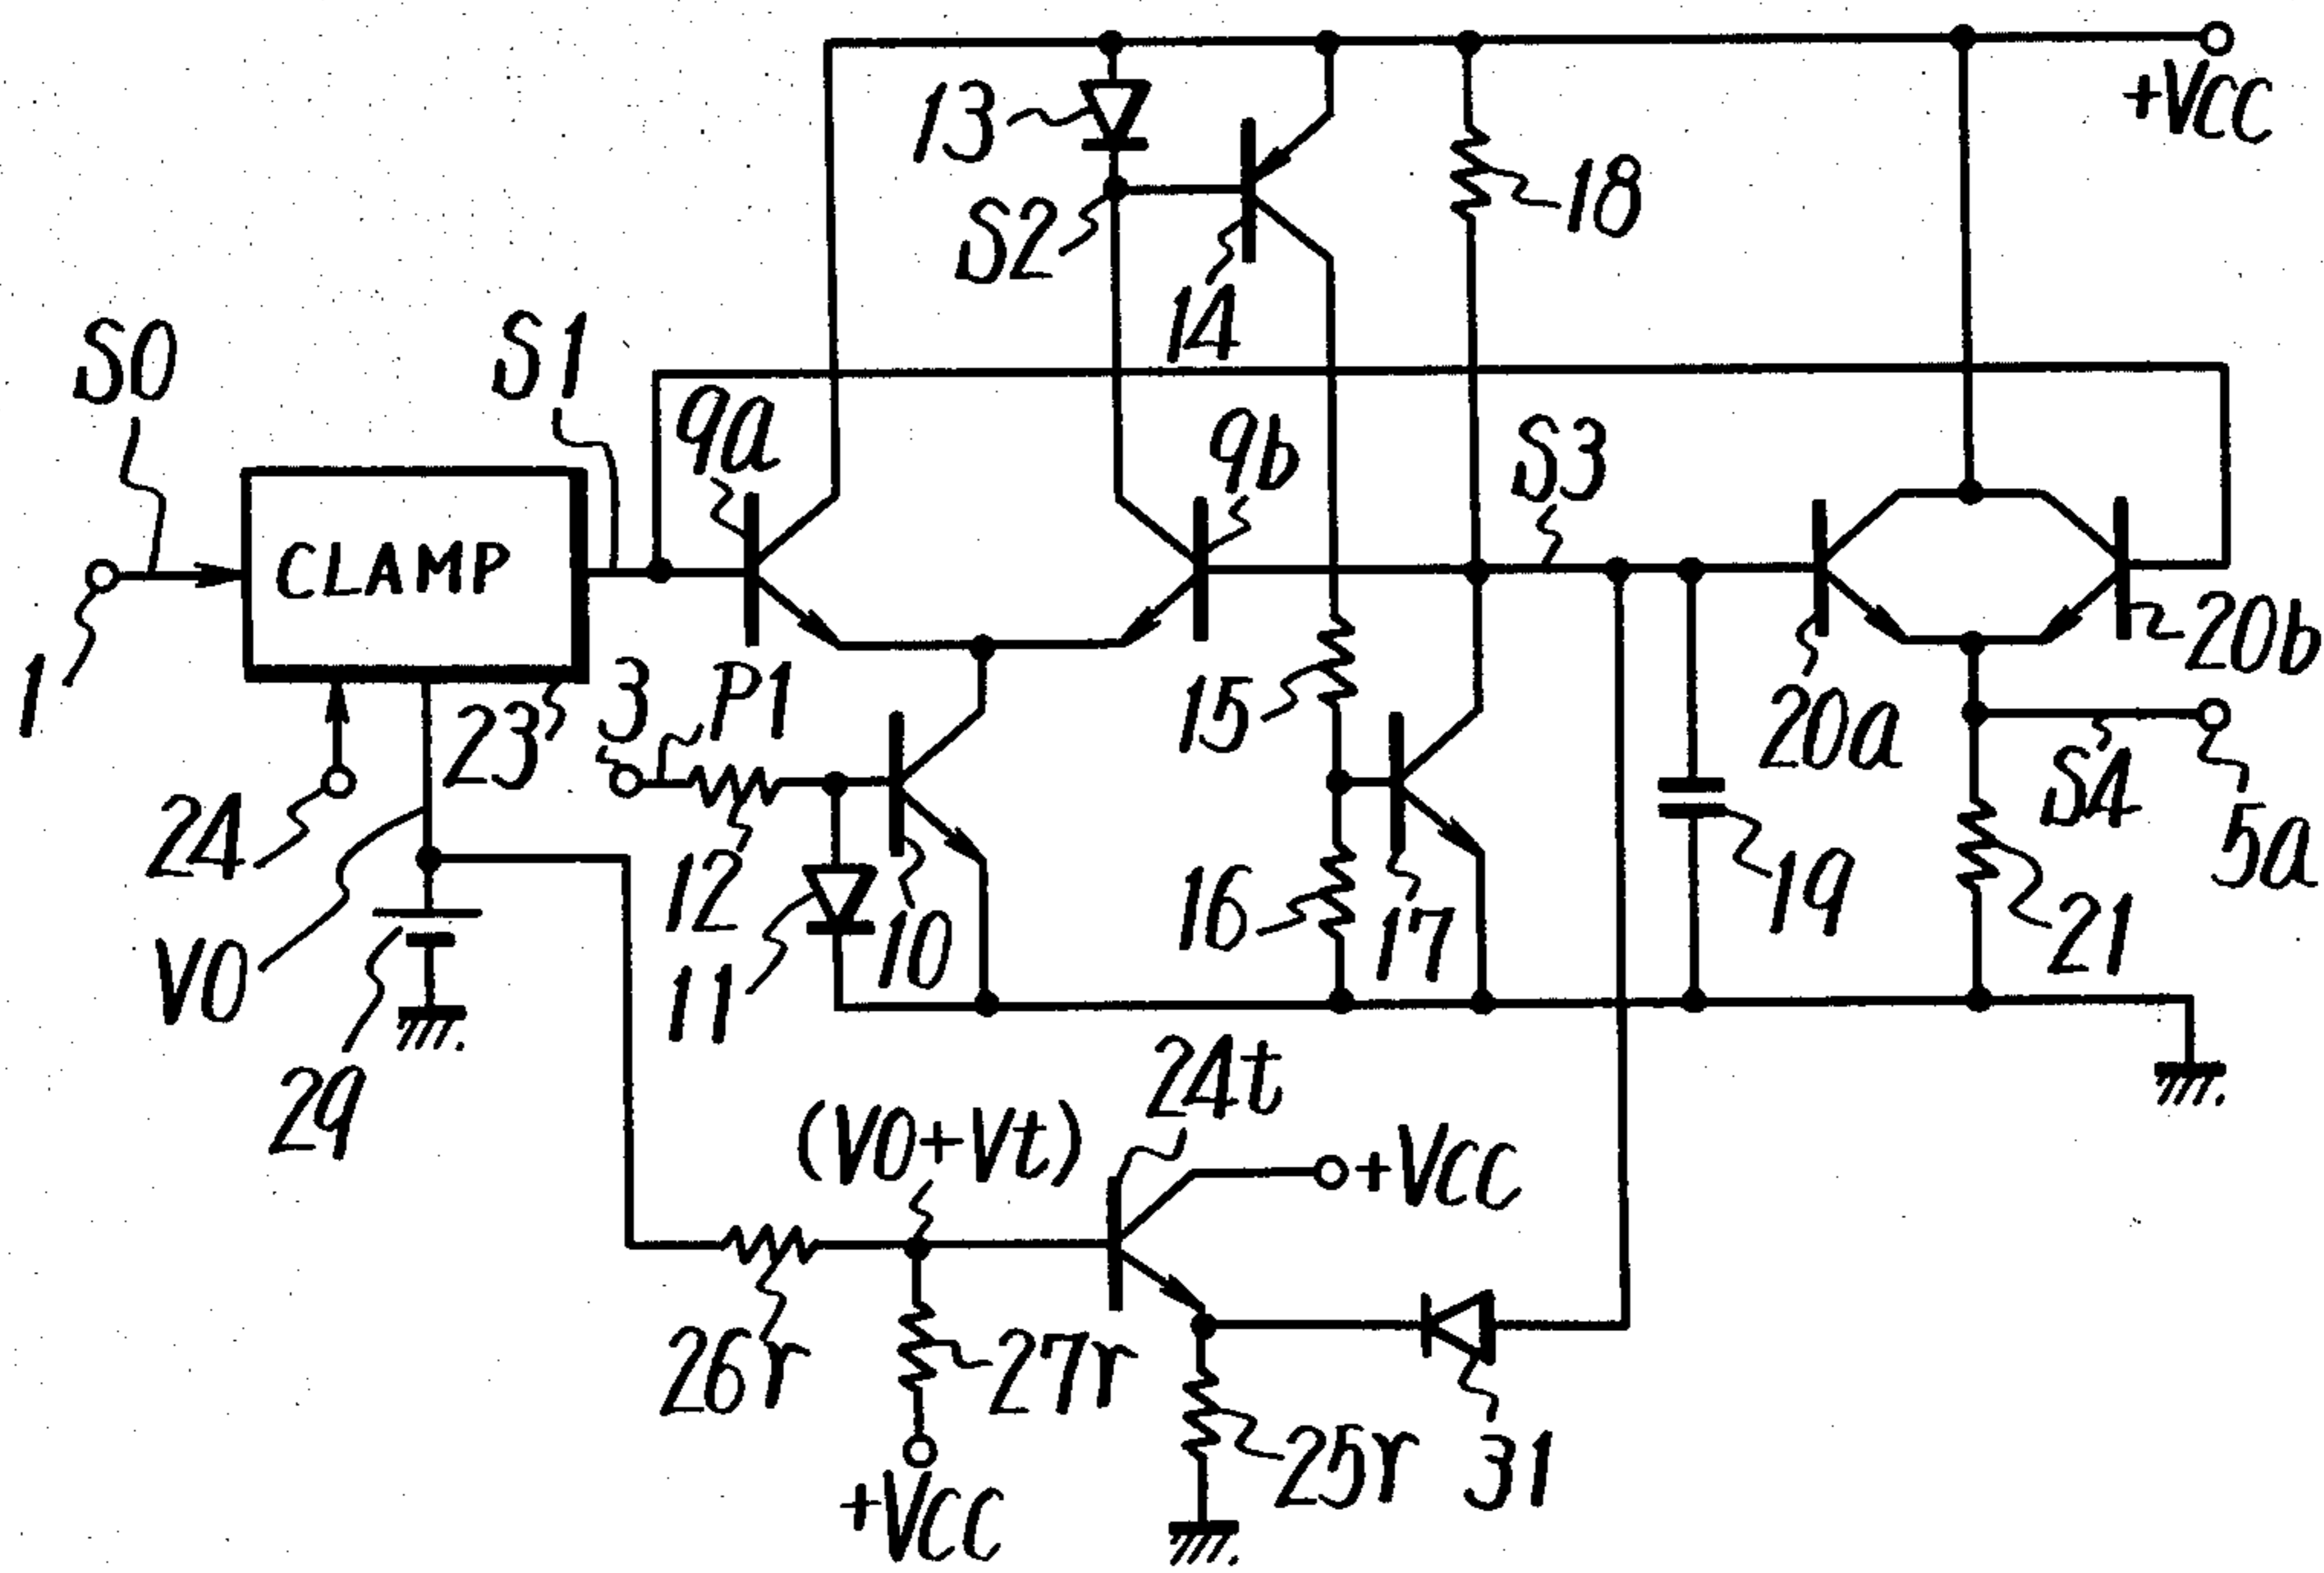 +VCC
13
18
S2
14
S0
S1
9a
9b
S3
CLAMP
20b
1
23
3
P1
15
20a
S4
5a
24
12
19
16
17
21
V0
11
10
29
24t
(V0+Vt)
+VCC
26r
27r
25r
31
+VCC